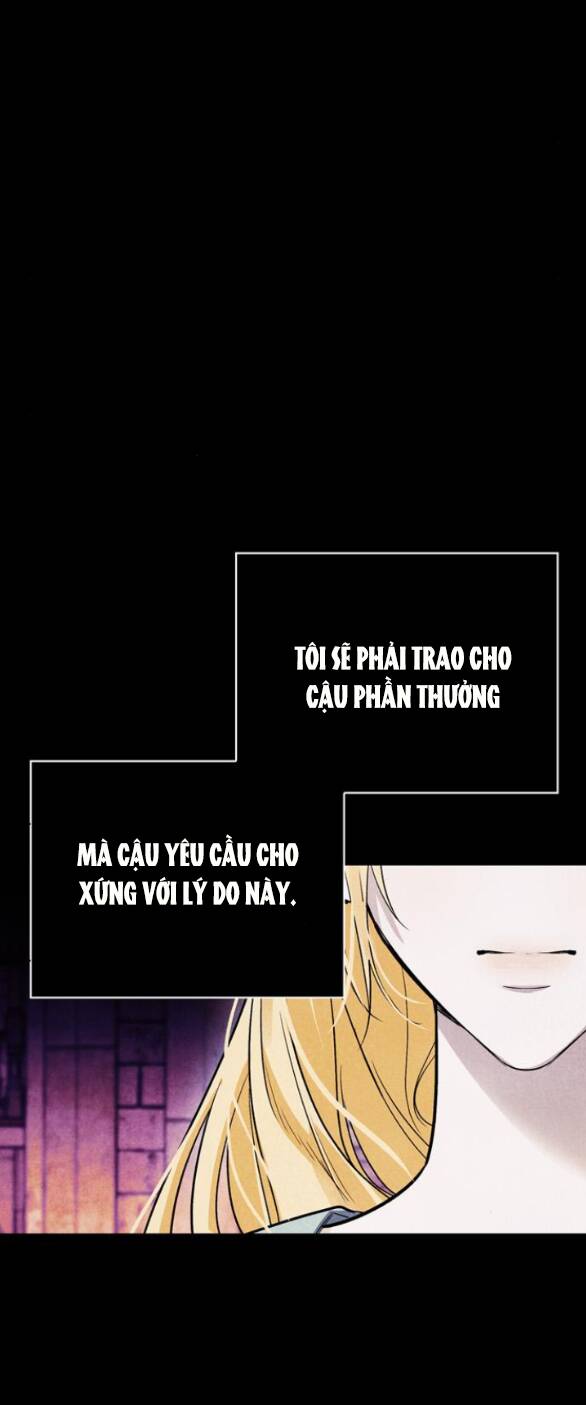 TÔI SẼ PHẢI TRAO CHO
CẬU PHẦN THƯỞNG
MÀ CẬU YÊU CẦU CHO
XỨNG VỚI LÝ DO NÀY.